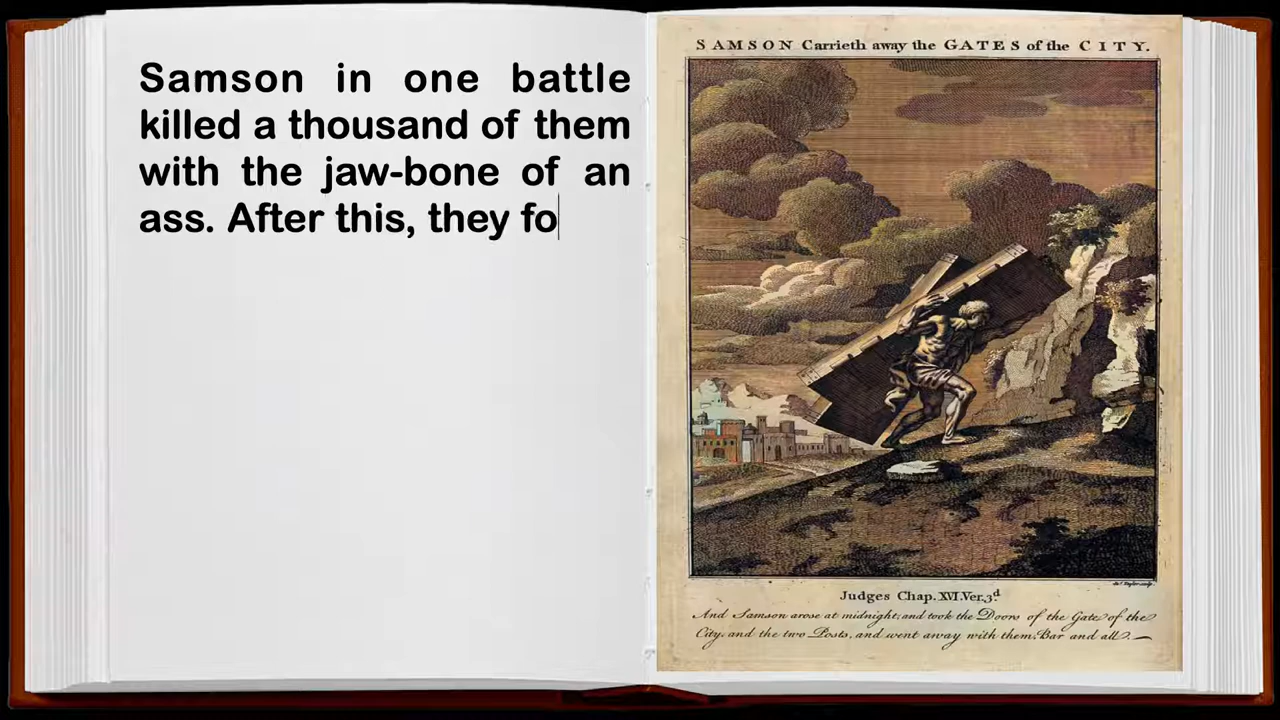 Samson in one battle
killed a thousand of them
with the jaw-bone of an
ass. After this, they fo
SAMSON Carrieth away the GATES of the CITY.
Judges Chap. XVI. Ver. 3d.
And Samson arose at midnight, and took the Doors of the Gate of the
City, and the two Posts, and went away with them, Bar and all.